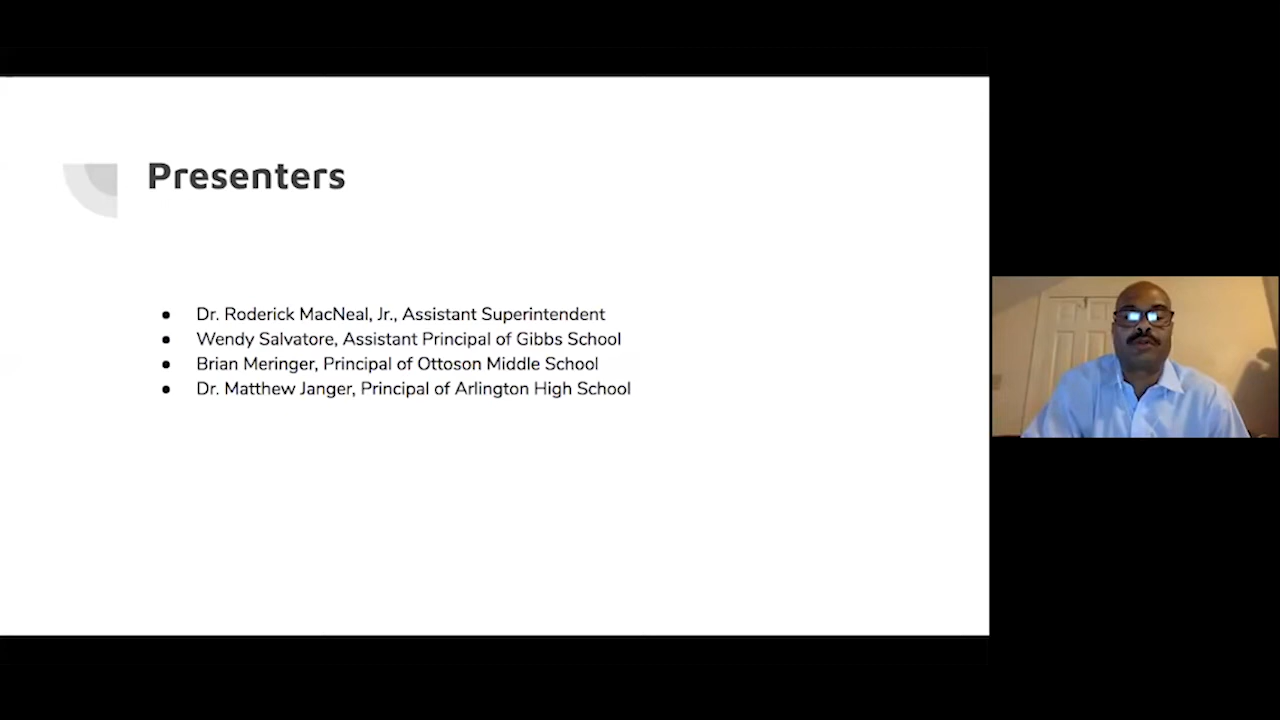 Presenters
● Dr. Roderick MacNeal, Jr., Assistant Superintendent
● Wendy Salvatore, Assistant Principal of Gibbs School
● Brian Meringer, Principal of Ottoson Middle School
● Dr. Matthew Janger, Principal of Arlington High School